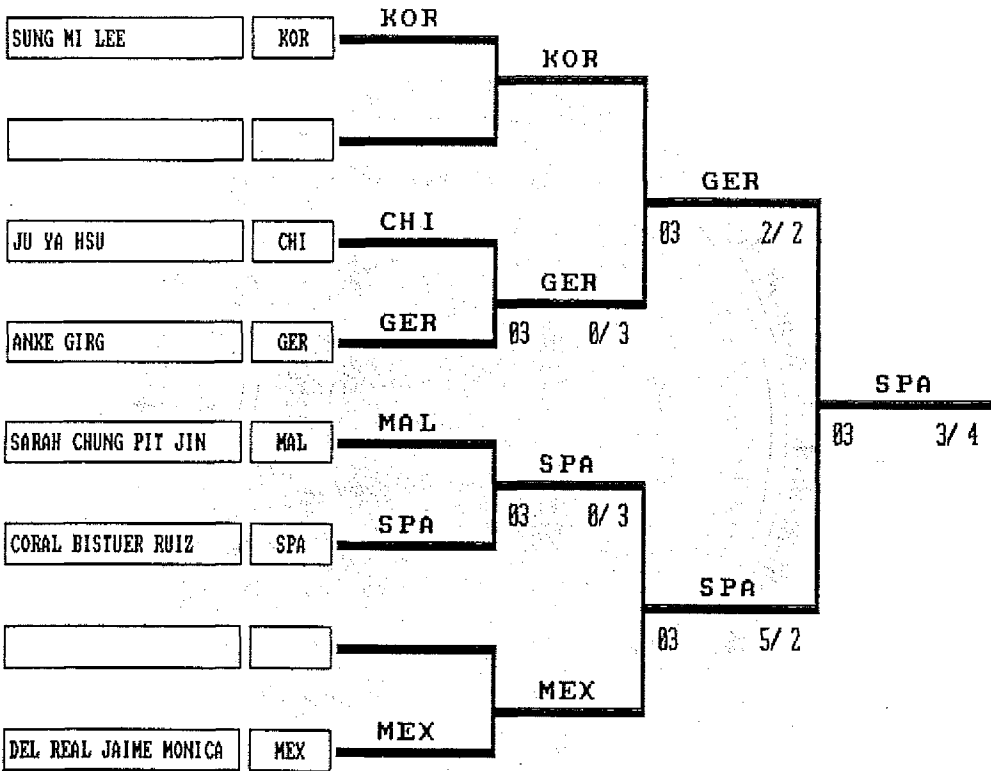 KOR
SUNG MI LEE KOR
KOR
GER
CHI
JU YA HSU CHI
03 2/ 2
GER
GER
ANKE GIRG GER
03 0/ 3
SPA
MAL
SARAH CHUNG PIT JIN MAL
03 3/ 4
SPA
SPA
CORAL BISTUER RUIZ SPA
03 0/ 3
SPA
03 5/ 2
MEX
MEX
DEL REAL JAIME MONICA MEX